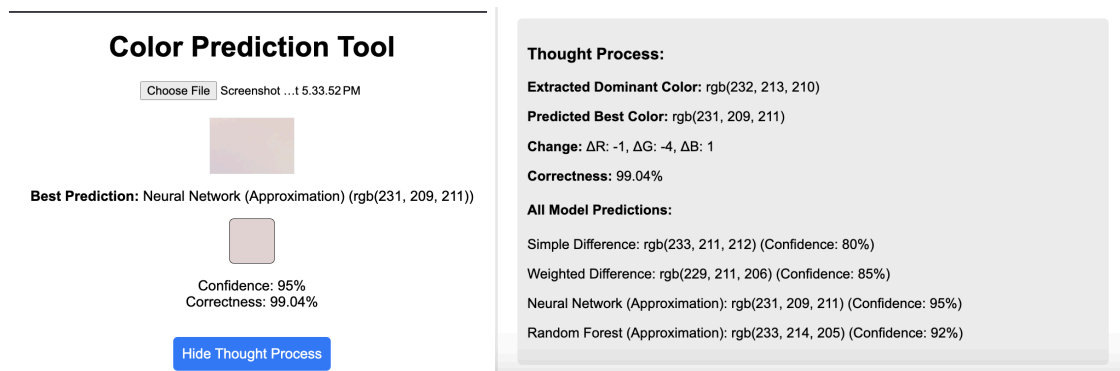 Color Prediction Tool
Choose File Screenshot ...t 5.33.52 PM
Best Prediction: Neural Network (Approximation) (rgb(231, 209, 211))
Confidence: 95%
Correctness: 99.04%
Hide Thought Process
Thought Process:
Extracted Dominant Color: rgb(232, 213, 210)
Predicted Best Color: rgb(231, 209, 211)
Change: ΔR: -1, ΔG: -4, ΔB: 1
Correctness: 99.04%
All Model Predictions:
Simple Difference: rgb(233, 211, 212) (Confidence: 80%)
Weighted Difference: rgb(229, 211, 206) (Confidence: 85%)
Neural Network (Approximation): rgb(231, 209, 211) (Confidence: 95%)
Random Forest (Approximation): rgb(233, 214, 205) (Confidence: 92%)